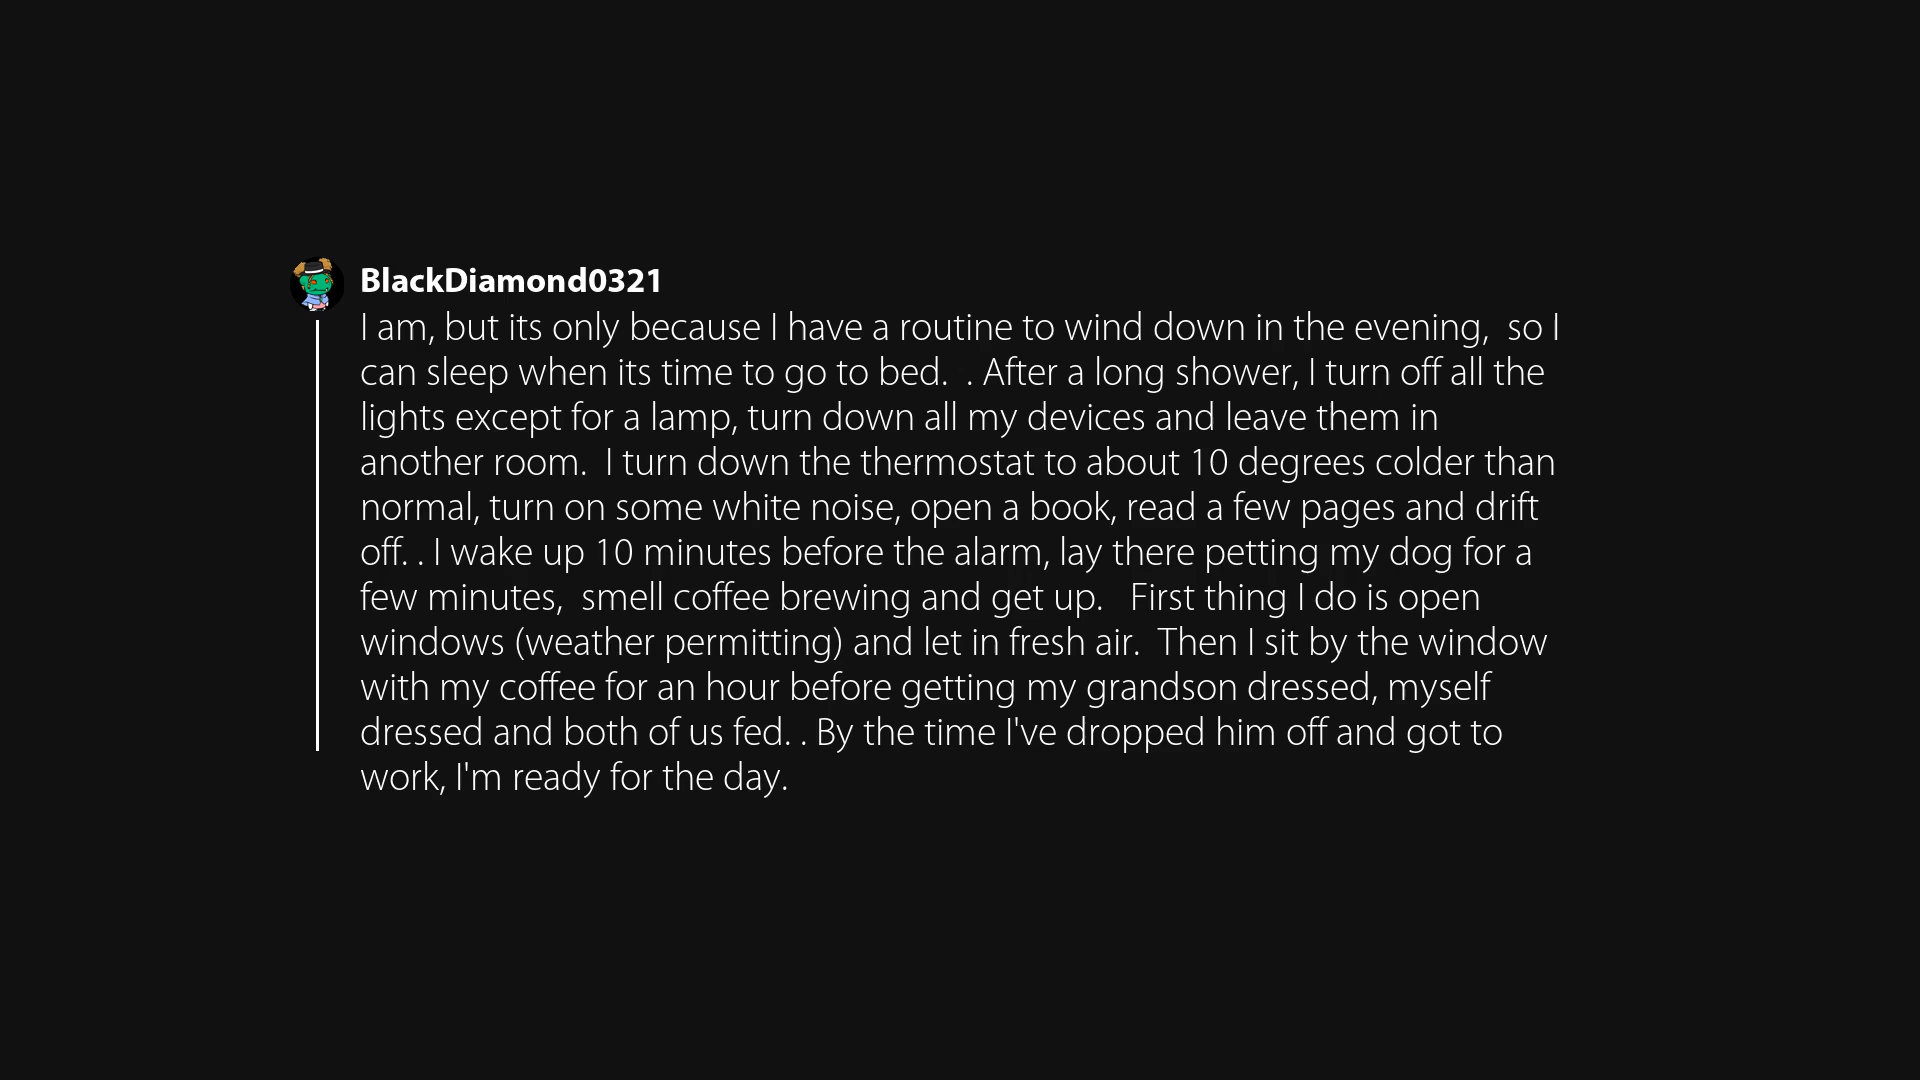 BlackDiamond0321
I am, but its only because I have a routine to wind down in the evening,  so I
can sleep when its time to go to bed.  . After a long shower, I turn off all the
lights except for a lamp, turn down all my devices and leave them in
another room.  I turn down the thermostat to about 10 degrees colder than
normal, turn on some white noise, open a book, read a few pages and drift
off. . I wake up 10 minutes before the alarm, lay there petting my dog for a
few minutes,  smell coffee brewing and get up.   First thing I do is open
windows (weather permitting) and let in fresh air.  Then I sit by the window
with my coffee for an hour before getting my grandson dressed, myself
dressed and both of us fed. . By the time I've dropped him off and got to
work, I'm ready for the day.